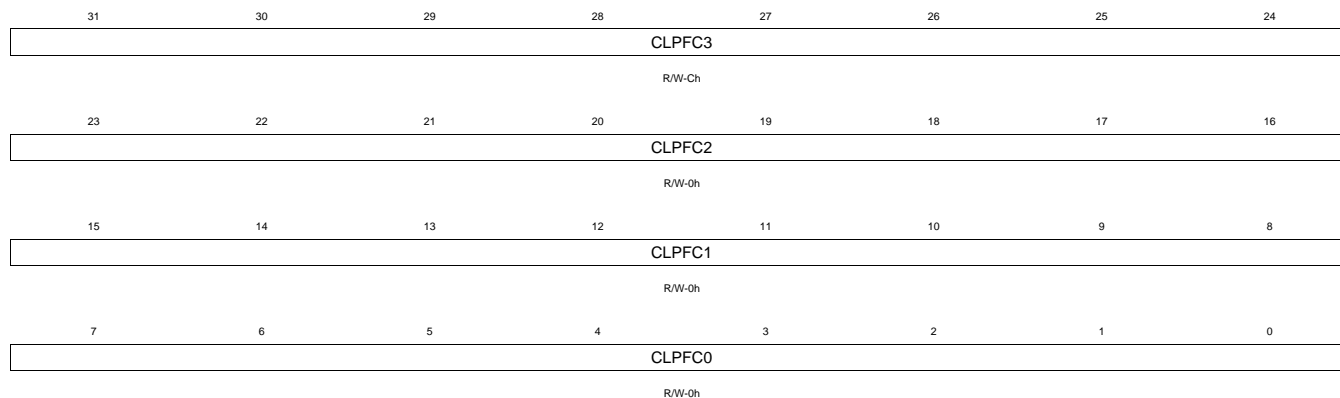 31 30 29 28 27 26 25 24
CLPFC3
R/W-Ch
23 22 21 20 19 18 17 16
CLPFC2
R/W-0h
15 14 13 12 11 10 9 8
CLPFC1
R/W-0h
7 6 5 4 3 2 1 0
CLPFC0
R/W-0h